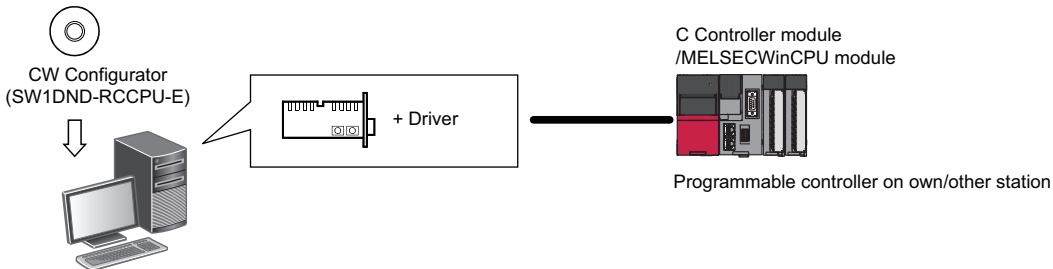 CW Configurator
(SW1DND-RCCPU-E)
+ Driver
C Controller module
/MELSECWinCPU module
Programmable controller on own/other station